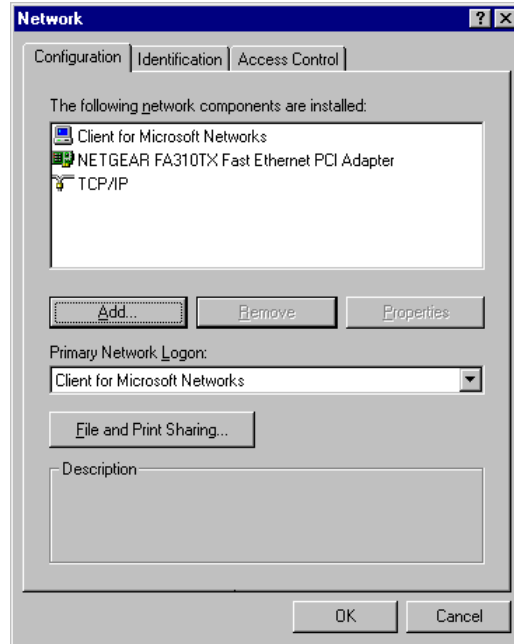 Network
Configuration Identification Access Control
The following network components are installed:
Client for Microsoft Networks
NETGEAR FA310TX Fast Ethernet PCI Adapter
TCP/IP
Add... Remove Properties
Primary Network Logon:
Client for Microsoft Networks
File and Print Sharing...
Description
OK Cancel